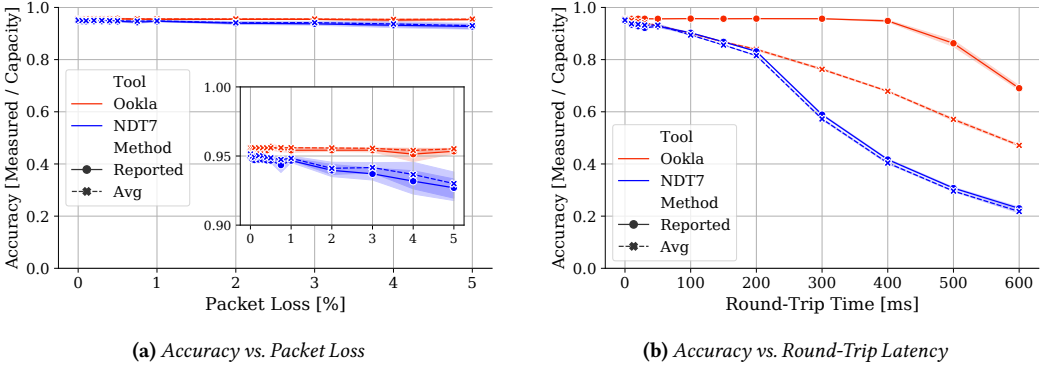 Accuracy [Measured / Capacity]
1.0
0.8
0.6
0.4
0.2
0.0
Tool
Ookla
NDT7
Method
Reported
Avg
1.00
0.95
0.90
0 1 2 3 4 5
0 1 2 3 4 5
Packet Loss [%]
(a) Accuracy vs. Packet Loss
Accuracy [Measured / Capacity]
1.0
0.8
0.6
0.4
0.2
0.0
Tool
Ookla
NDT7
Method
Reported
Avg
0 100 200 300 400 500 600
Round-Trip Time [ms]
(b) Accuracy vs. Round-Trip Latency